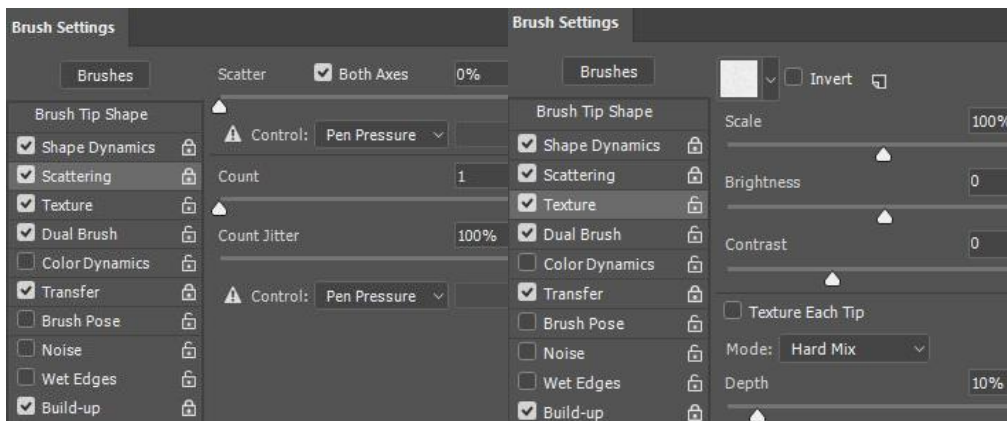 Brush Settings
Brushes
Scatter Both Axes 0%
Brush Tip Shape
Control: Pen Pressure
Shape Dynamics
Scattering
Count 1
Texture
Dual Brush
Count Jitter 100%
Color Dynamics
Transfer
Control: Pen Pressure
Brush Pose
Noise
Wet Edges
Build-up
Brush Settings
Brushes
Invert
Brush Tip Shape
Scale 100%
Shape Dynamics
Scattering
Brightness 0
Texture
Dual Brush
Contrast 0
Color Dynamics
Transfer
Texture Each Tip
Brush Pose
Noise
Mode: Hard Mix
Wet Edges
Depth 10%
Build-up